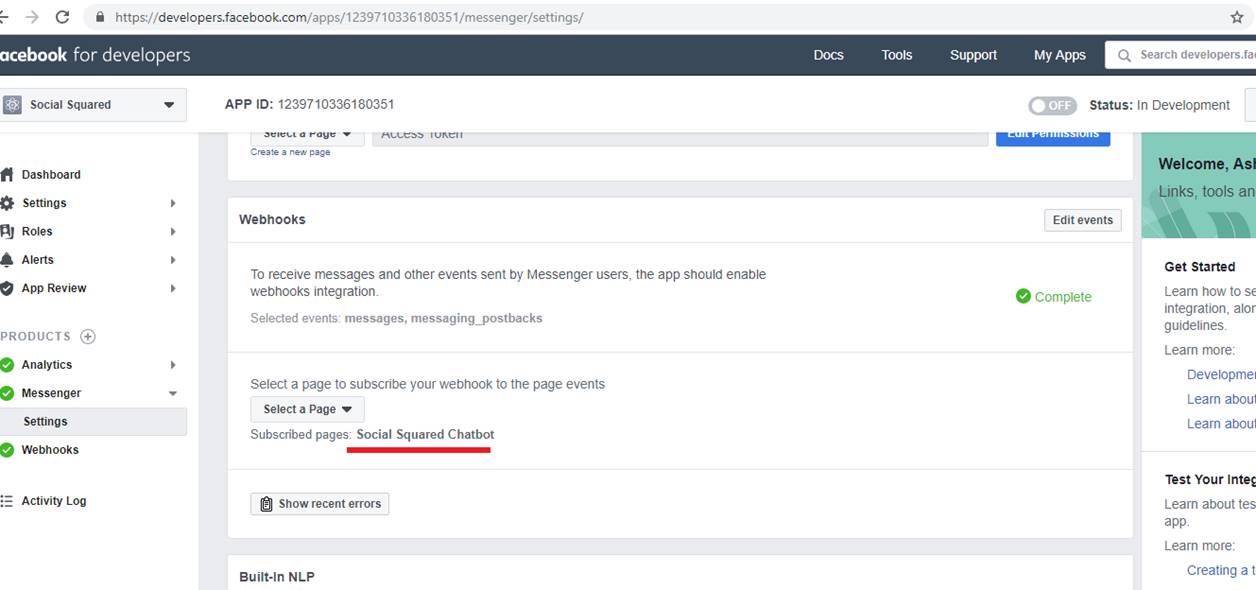 https://developers.facebook.com/apps/1239710336180351/messenger/settings/
acebook for developers
Docs
Tools
Support
My Apps
Search developers.fa
Social Squared
APP ID: 1239710336180351
OFF
Status: In Development
Select a Page
Access Token
Edit Permissions
Create a new page
Dashboard
Settings
Roles
Alerts
App Review
PRODUCTS
Analytics
Messenger
Settings
Webhooks
Activity Log
Webhooks
Edit events
To receive messages and other events sent by Messenger users, the app should enable
webhooks integration.
Complete
Selected events: messages, messaging_postbacks
Select a page to subscribe your webhook to the page events
Select a Page
Subscribed pages: Social Squared Chatbot
Show recent errors
Built-In NLP
Welcome, Ash
Links, tools an
Get Started
Learn how to se
integration, alon
guidelines.
Learn more:
Developmen
Learn about
Learn about
Test Your Integ
Learn about tes
app.
Learn more:
Creating a t